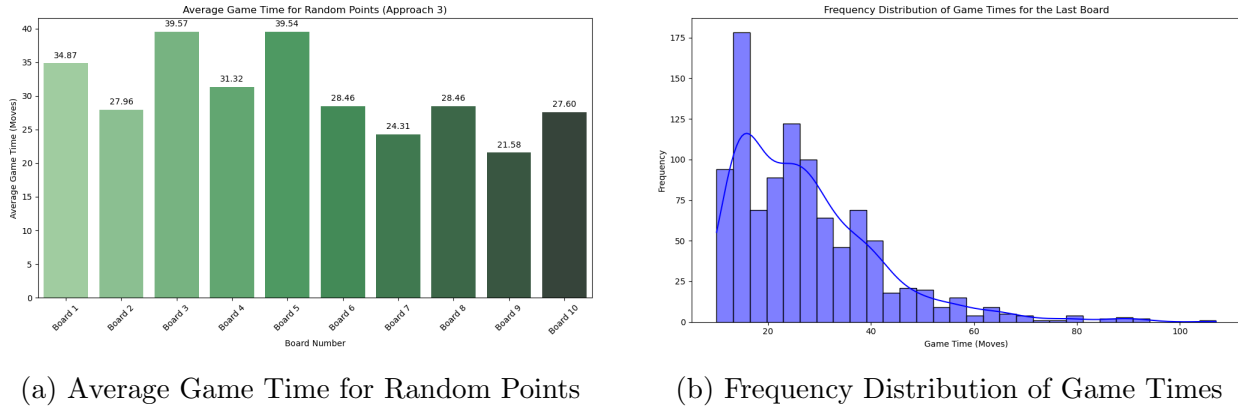 Average Game Time for Random Points (Approach 3)
Average Game Time (Moves)
40
35
30
25
20
15
10
5
0
34.87
27.96
39.57
31.32
39.54
28.46
24.31
28.46
21.58
27.60
Board 1
Board 2
Board 3
Board 4
Board 5
Board 6
Board 7
Board 8
Board 9
Board 10
Board Number
(a) Average Game Time for Random Points
Frequency Distribution of Game Times for the Last Board
Frequency
175
150
125
100
75
50
25
0
20
40
60
80
100
Game Time (Moves)
(b) Frequency Distribution of Game Times